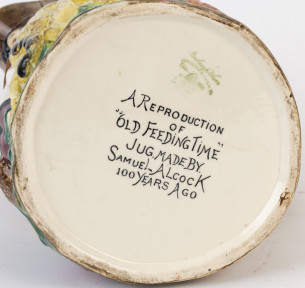 A REPRODUCTION
OF
"OLD FEEDING TIME"
JUG MADE BY.
SAMUEL ALCOCK
100 YEARS AGO